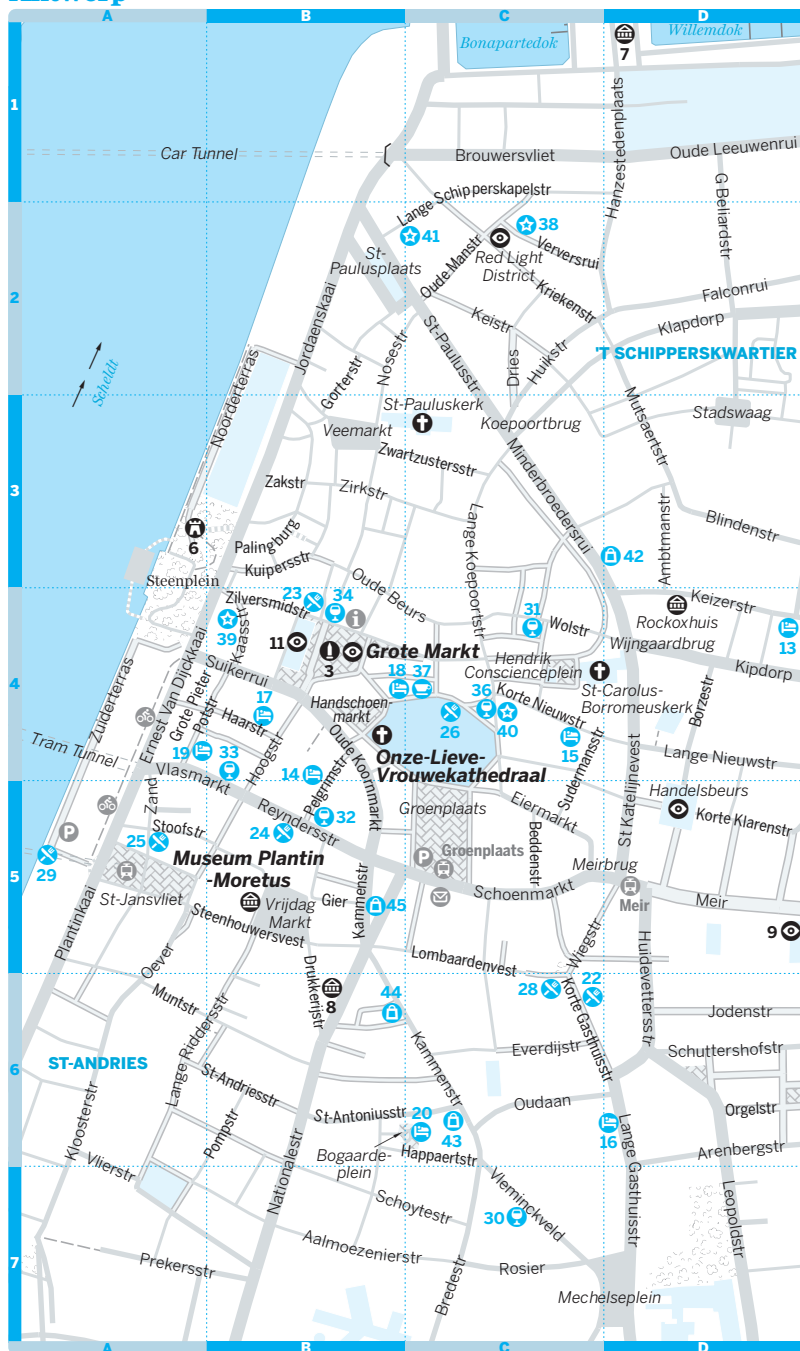 A
B
C
D
Bonapartedok
Willemdok
7
1
Car Tunnel
Brouwersvliet
Oude Leeuwenrui
Hanzestedenplaats
G Beliardstr
Lange Schipperskapelstr
41
38
St-
Paulusplaats
Oude Manstr
Red Light
District
Verversrui
Kriekenstr
2
Falconrui
Klapdorp
Jordaenskaai
Keistr
St-Paulusstr
Dries
Huikstr
'T SCHIPPERSKWARTIER
Scheldt
Noorderterras
Gorterstr
Nosestr
St-Pauluskerk
Koepoortbrug
Mutsaertstr
Stadswaag
Veemarkt
Zwartzustersstr
Minderbroedersrui
3
Zakstr
Zirkstr
Lange Koepoortstr
Blindenstr
Ambtmanstr
6
Palingburg
Kuipersstr
42
Steenplein
Oude Beurs
Zilversmidstr
23
34
31
Wolstr
Keizerstr
Rockoxhuis
Wijngaardbrug
13
39
Kaasstr
11
3
Grote Markt
Hendrik
Conscienceplein
Kipdorp
4
Suikerrui
18
37
St-Carolus-
Borromeuskerk
Zuiderterras
Ernest Van Dijckkaai
Grote Pieter
Potstr
17
Haarstr
Handschoen-
markt
36
Korte Nieuwstr
26
40
15
Borzestr
Tram Tunnel
19
33
Hoogstr
Oude Koornmarkt
Onze-Lieve-
Vrouwekathedraal
Sudermansstr
St Katelijnevest
Lange Nieuwstr
Vlasmarkt
14
Pelgrimstr
Groenplaats
Eiermarkt
Handelsbeurs
Zand
Reyndersstr
32
Korte Klarenstr
P
Stoofstr
25
24
Beddenstr
29
Museum Plantin
-Moretus
P
Groenplaats
Meirbrug
5
St-Jansvliet
Schoenmarkt
Meir
Meir
Plantinkaai
Vrijdag
Markt
Gier
Kammenstr
45
9
Steenhouwersvest
Wiegstr
Huidevettersstr
Oever
Lombaardenvest
Drukkerijstr
8
44
28
22
Muntstr
Korte Gasthuisstr
Jodenstr
ST-ANDRIES
Lange Riddersstr
Kammenstr
Everdijstr
Schuttershofstr
6
Kloosterstr
St-Andriesstr
Oudaan
St-Antoniusstr
20
43
16
Orgelstr
Pompstr
Bogaarde-
plein
Happaertstr
Lange Gasthuisstr
Arenbergstr
Vlierstr
Nationalestr
Vleminckveld
Leopoldstr
Schoytestr
30
7
Aalmoezenierstr
Prekersstr
Bredestr
Rosier
Mechelseplein
A
B
C
D